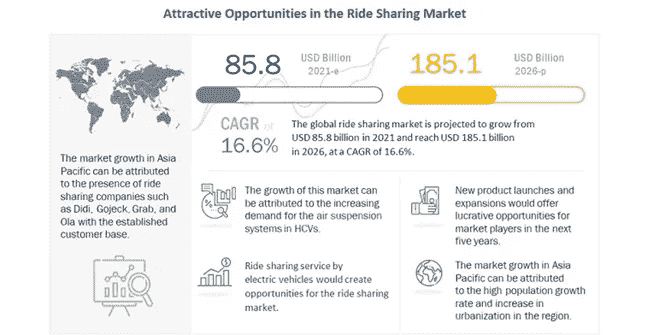 Attractive Opportunities in the Ride Sharing Market
85.8
USD Billion
2021-e
185.1
USD Billion
2026-p
CAGR of
16.6%
The global ride sharing market is projected to grow from
USD 85.8 billion in 2021 and reach USD 185.1 billion
in 2026, at a CAGR of 16.6%.
The market growth in Asia
Pacific can be attributed
to the presence of ride
sharing companies such
as Didi, Gojeck, Grab, and
Ola with the established
customer base.
The growth of this market can
be attributed to the increasing
demand for the air suspension
systems in HCVs.
New product launches and
expansions would offer
lucrative opportunities for
market players in the next
five years.
Ride sharing service by
electric vehicles would create
opportunities for the ride sharing
market.
The market growth in Asia
Pacific can be attributed
to the high population growth
rate and increase in
urbanization in the region.